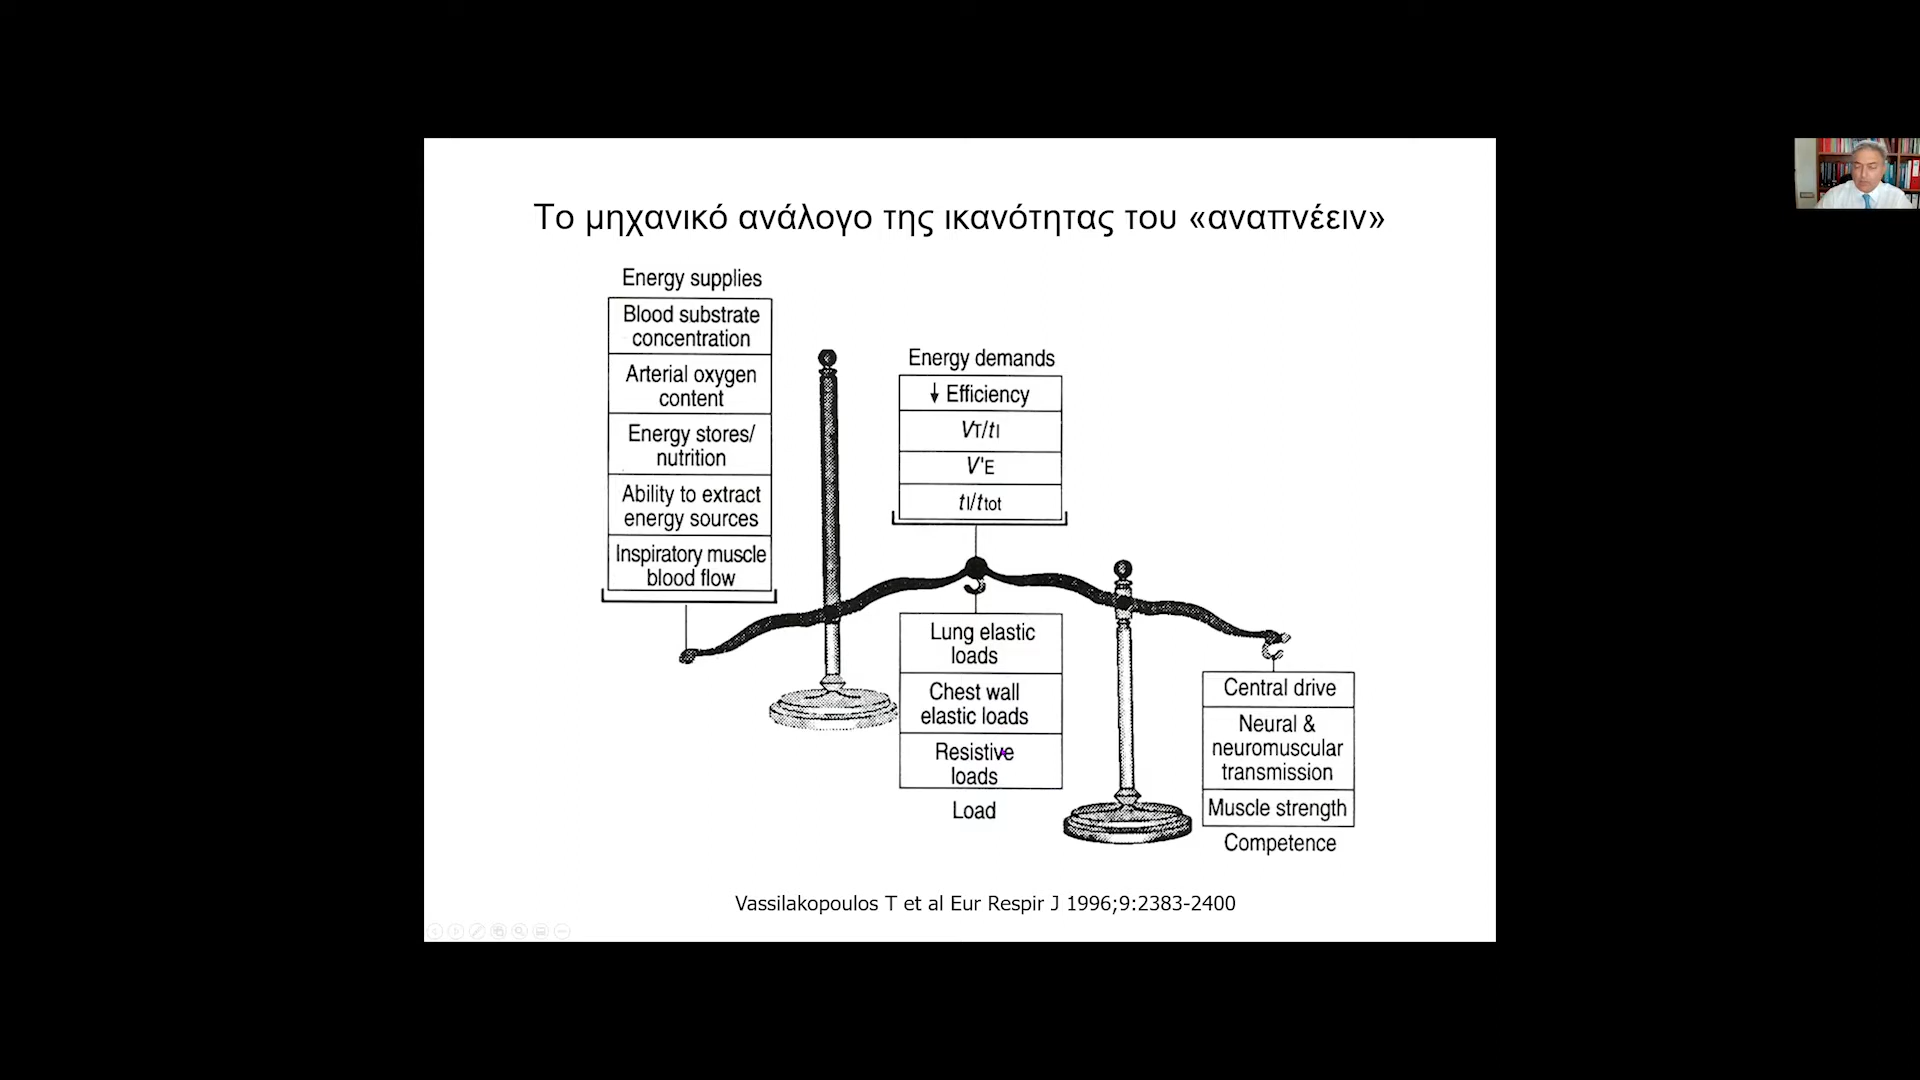 Το μηχανικό ανάλογο της ικανότητας του «αναπνέειν»
Energy supplies
Blood substrate
concentration
Arterial oxygen
content
Energy stores/
nutrition
Ability to extract
energy sources
Inspiratory muscle
blood flow
Energy demands
↓ Efficiency
VT/tI
V'E
tI/ttot
Lung elastic
loads
Chest wall
elastic loads
Resistive
loads
Load
Central drive
Neural &
neuromuscular
transmission
Muscle strength
Competence
Vassilakopoulos T et al Eur Respir J 1996;9:2383-2400